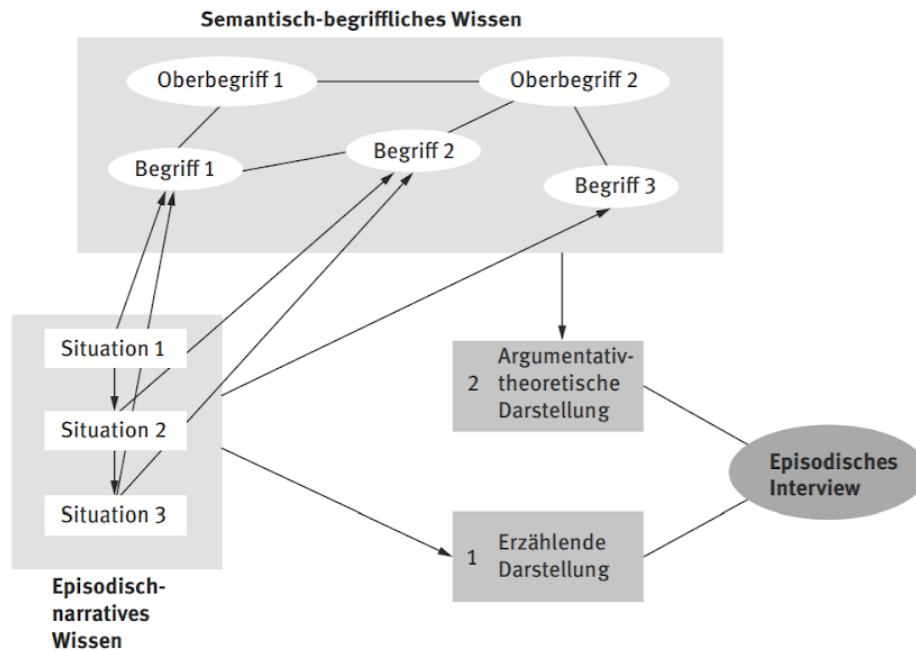 Semantisch-begriffliches Wissen
Oberbegriff 1
Oberbegriff 2
Begriff 1
Begriff 2
Begriff 3
Situation 1
Situation 2
Situation 3
Episodisch-
narratives
Wissen
2
Argumentativ-
theoretische
Darstellung
1
Erzählende
Darstellung
Episodisches
Interview